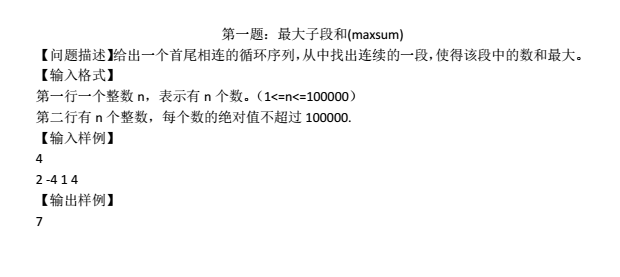 第一题：最大子段和(maxsum)
【问题描述】给出一个首尾相连的循环序列,从中找出连续的一段,使得该段中的数和最大。
【输入格式】
第一行一个整数 n，表示有 n 个数。（1<=n<=100000）
第二行有 n 个整数，每个数的绝对值不超过 100000.
【输入样例】
4
2 -4 1 4
【输出样例】
7